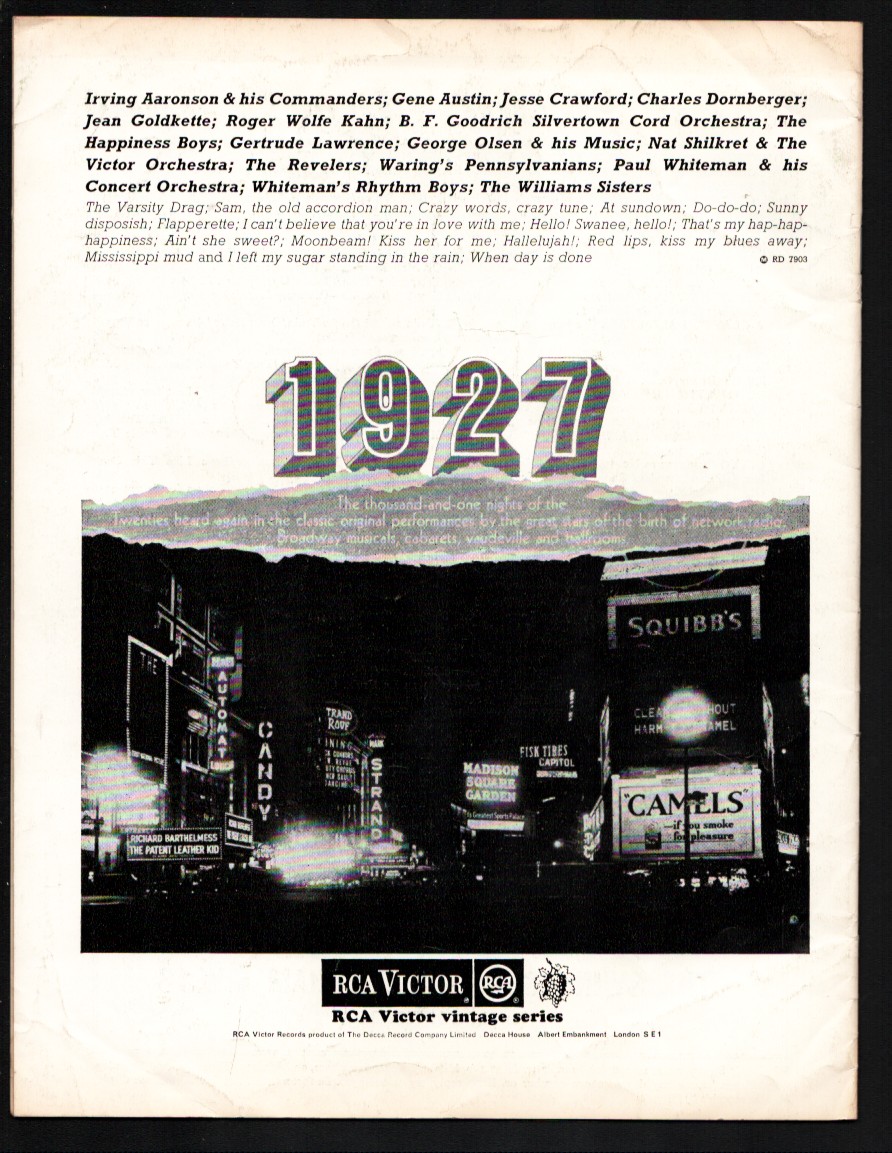 Irving Aaronson & his Commanders; Gene Austin; Jesse Crawford; Charles Dornberger;
Jean Goldkette; Roger Wolfe Kahn; B. F. Goodrich Silvertown Cord Orchestra; The
Happiness Boys; Gertrude Lawrence; George Olsen & his Music; Nat Shilkret & The
Victor Orchestra; The Revelers; Waring's Pennsylvanians; Paul Whiteman & his
Concert Orchestra; Whiteman's Rhythm Boys; The Williams Sisters
The Varsity Drag; Sam, the old accordion man; Crazy words, crazy tune; At sundown; Do-do-do; Sunny
disposish; Flapperette; I can't believe that you're in love with me; Hello! Swanee, hello!; That's my hap-hap-
happiness; Ain't she sweet?; Moonbeam! Kiss her for me; Hallelujah!; Red lips, kiss my blues away;
Mississippi mud and I left my sugar standing in the rain; When day is done
Ⓜ RD 7903
1927
The thousand-and-one nights of the
Twenties heard again in the classic original performances by the great stars of the birth of network radio,
Broadway musicals, cabarets, vaudeville and ballrooms
SQUIBB'S
THE
AUTOMAT
CANDY
STRAND
FISK TIRES
CAPITOL
MADISON
SQUARE
GARDEN
"CAMELS"
if you smoke
for pleasure
RICHARD BARTHELMESS
THE PATENT LEATHER KID
RCA VICTOR
RCA
RCA Victor vintage series
RCA Victor Records product of The Decca Record Company Limited Decca House Albert Embankment London S E 1